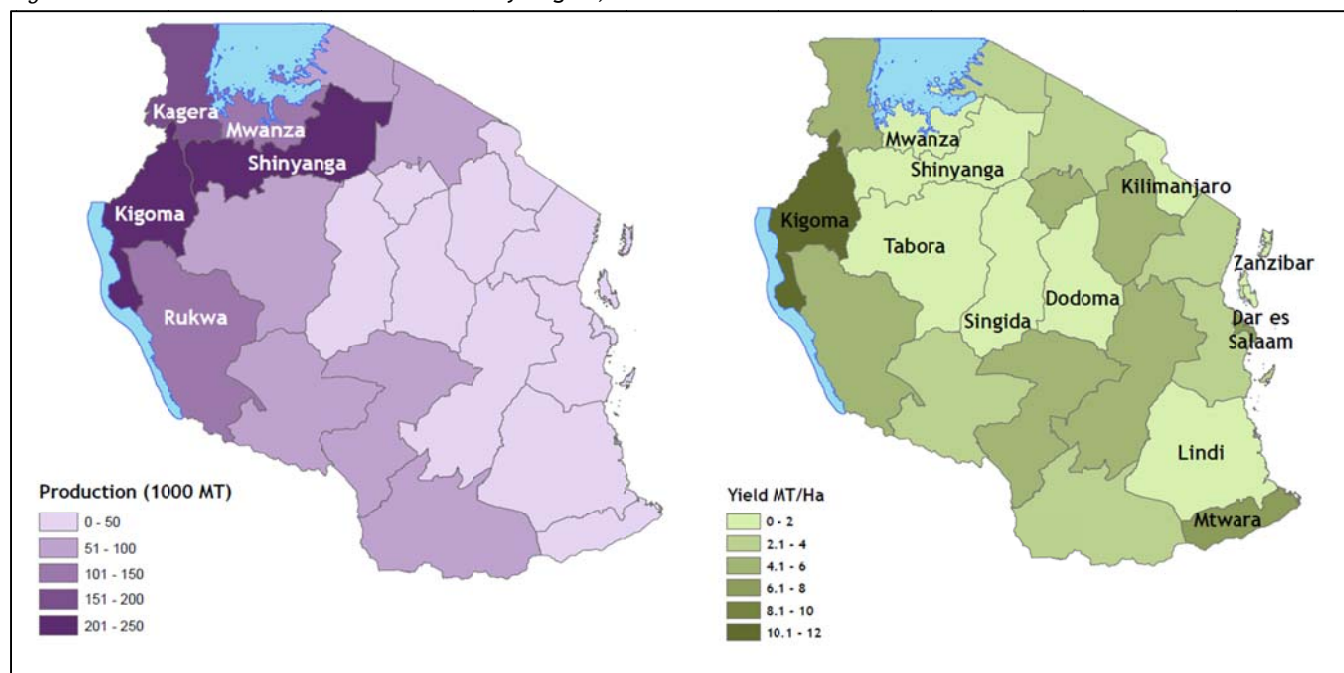 Kagera
Mwanza
Shinyanga
Kigoma
Rukwa
Production (1000 MT)
0 - 50
51 - 100
101 - 150
151 - 200
201 - 250
Mwanza
Shinyanga
Kilimanjaro
Kigoma
Tabora
Zanzibar
Dodoma
Singida
Dar es
Salaam
Lindi
Mtwara
Yield MT/Ha
0 - 2
2.1 - 4
4.1 - 6
6.1 - 8
8.1 - 10
10.1 - 12